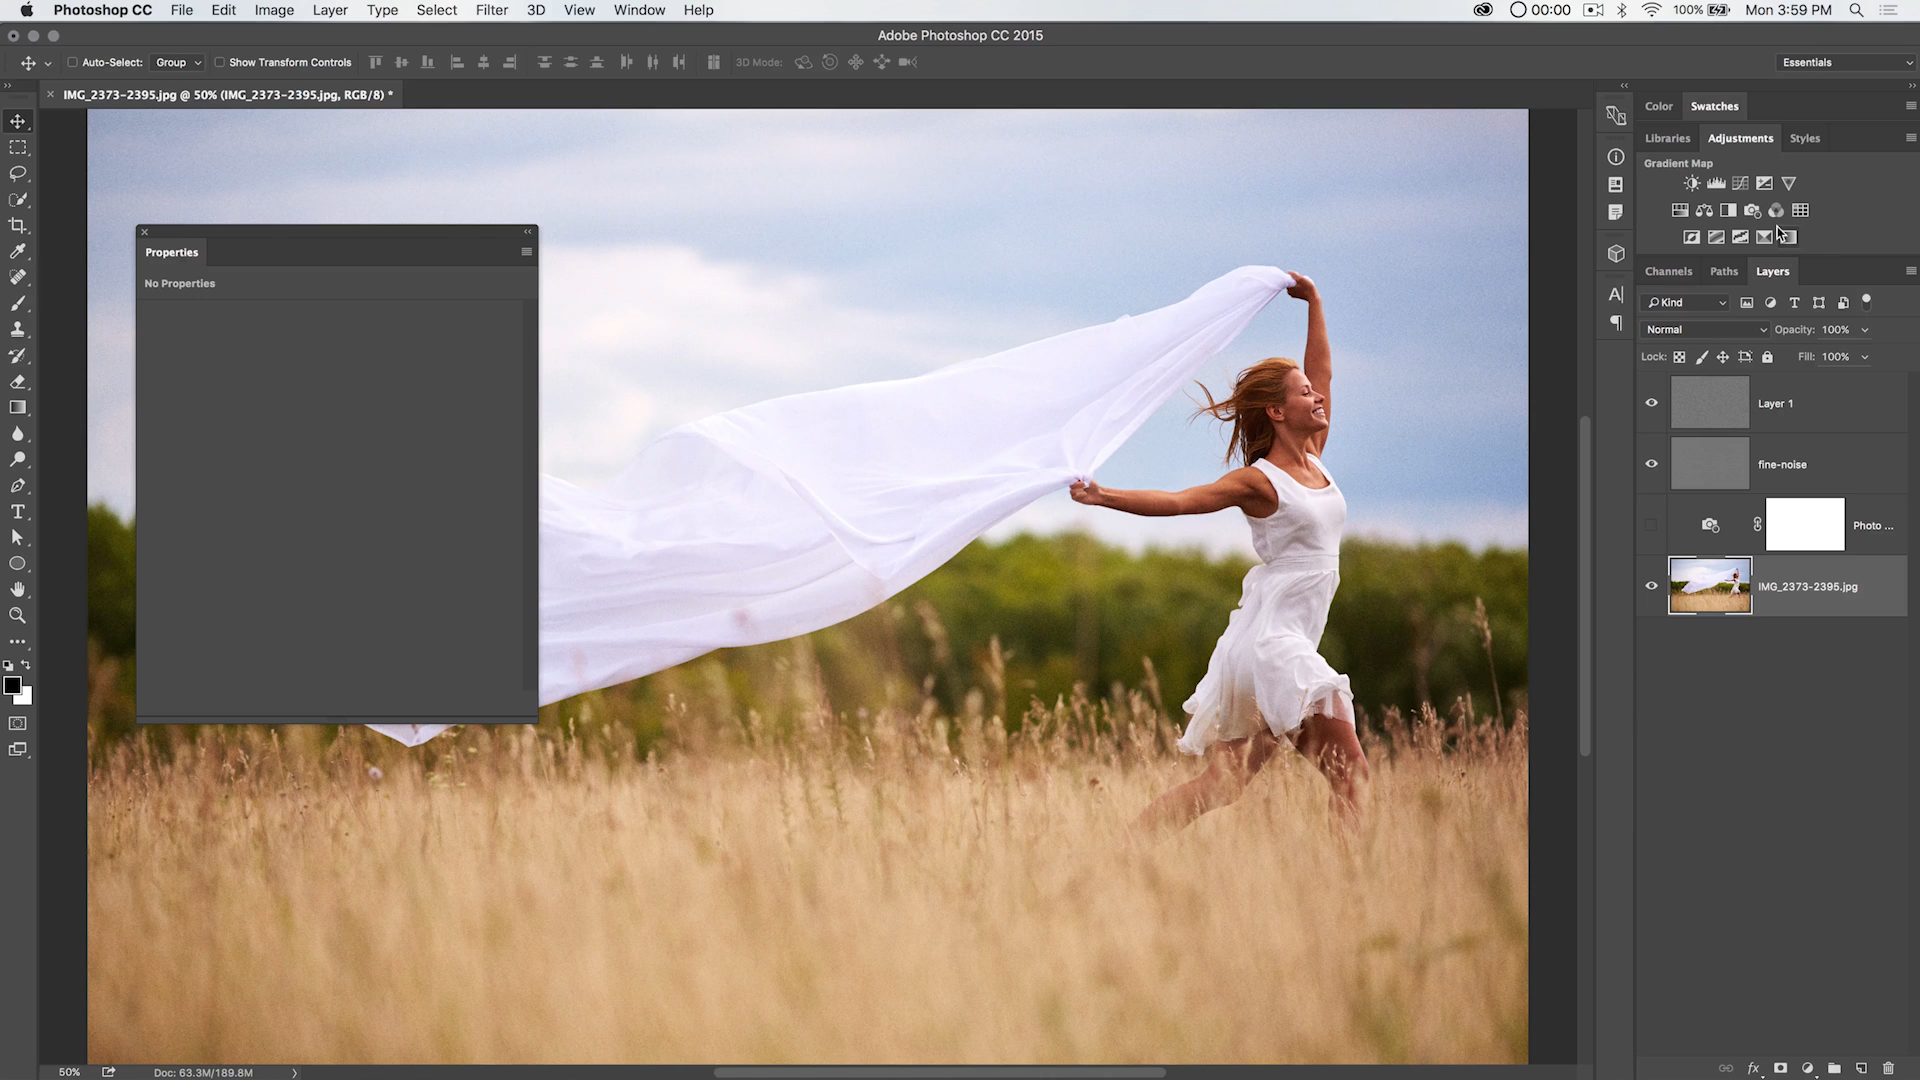 Photoshop CC File Edit Image Layer Type Select Filter 3D View Window Help 00:00 100% Mon 3:59 PM
Adobe Photoshop CC 2015
Auto-Select: Group Show Transform Controls 3D Mode: Essentials
IMG_2373-2395.jpg @ 50% (IMG_2373-2395.jpg, RGB/8) *
Color Swatches
Libraries Adjustments Styles
Gradient Map
Properties
No Properties
Channels Paths Layers
Kind
Normal Opacity: 100%
Lock: Fill: 100%
Layer 1
fine-noise
Photo ...
IMG_2373-2395.jpg
50% Doc: 63.3M/189.8M